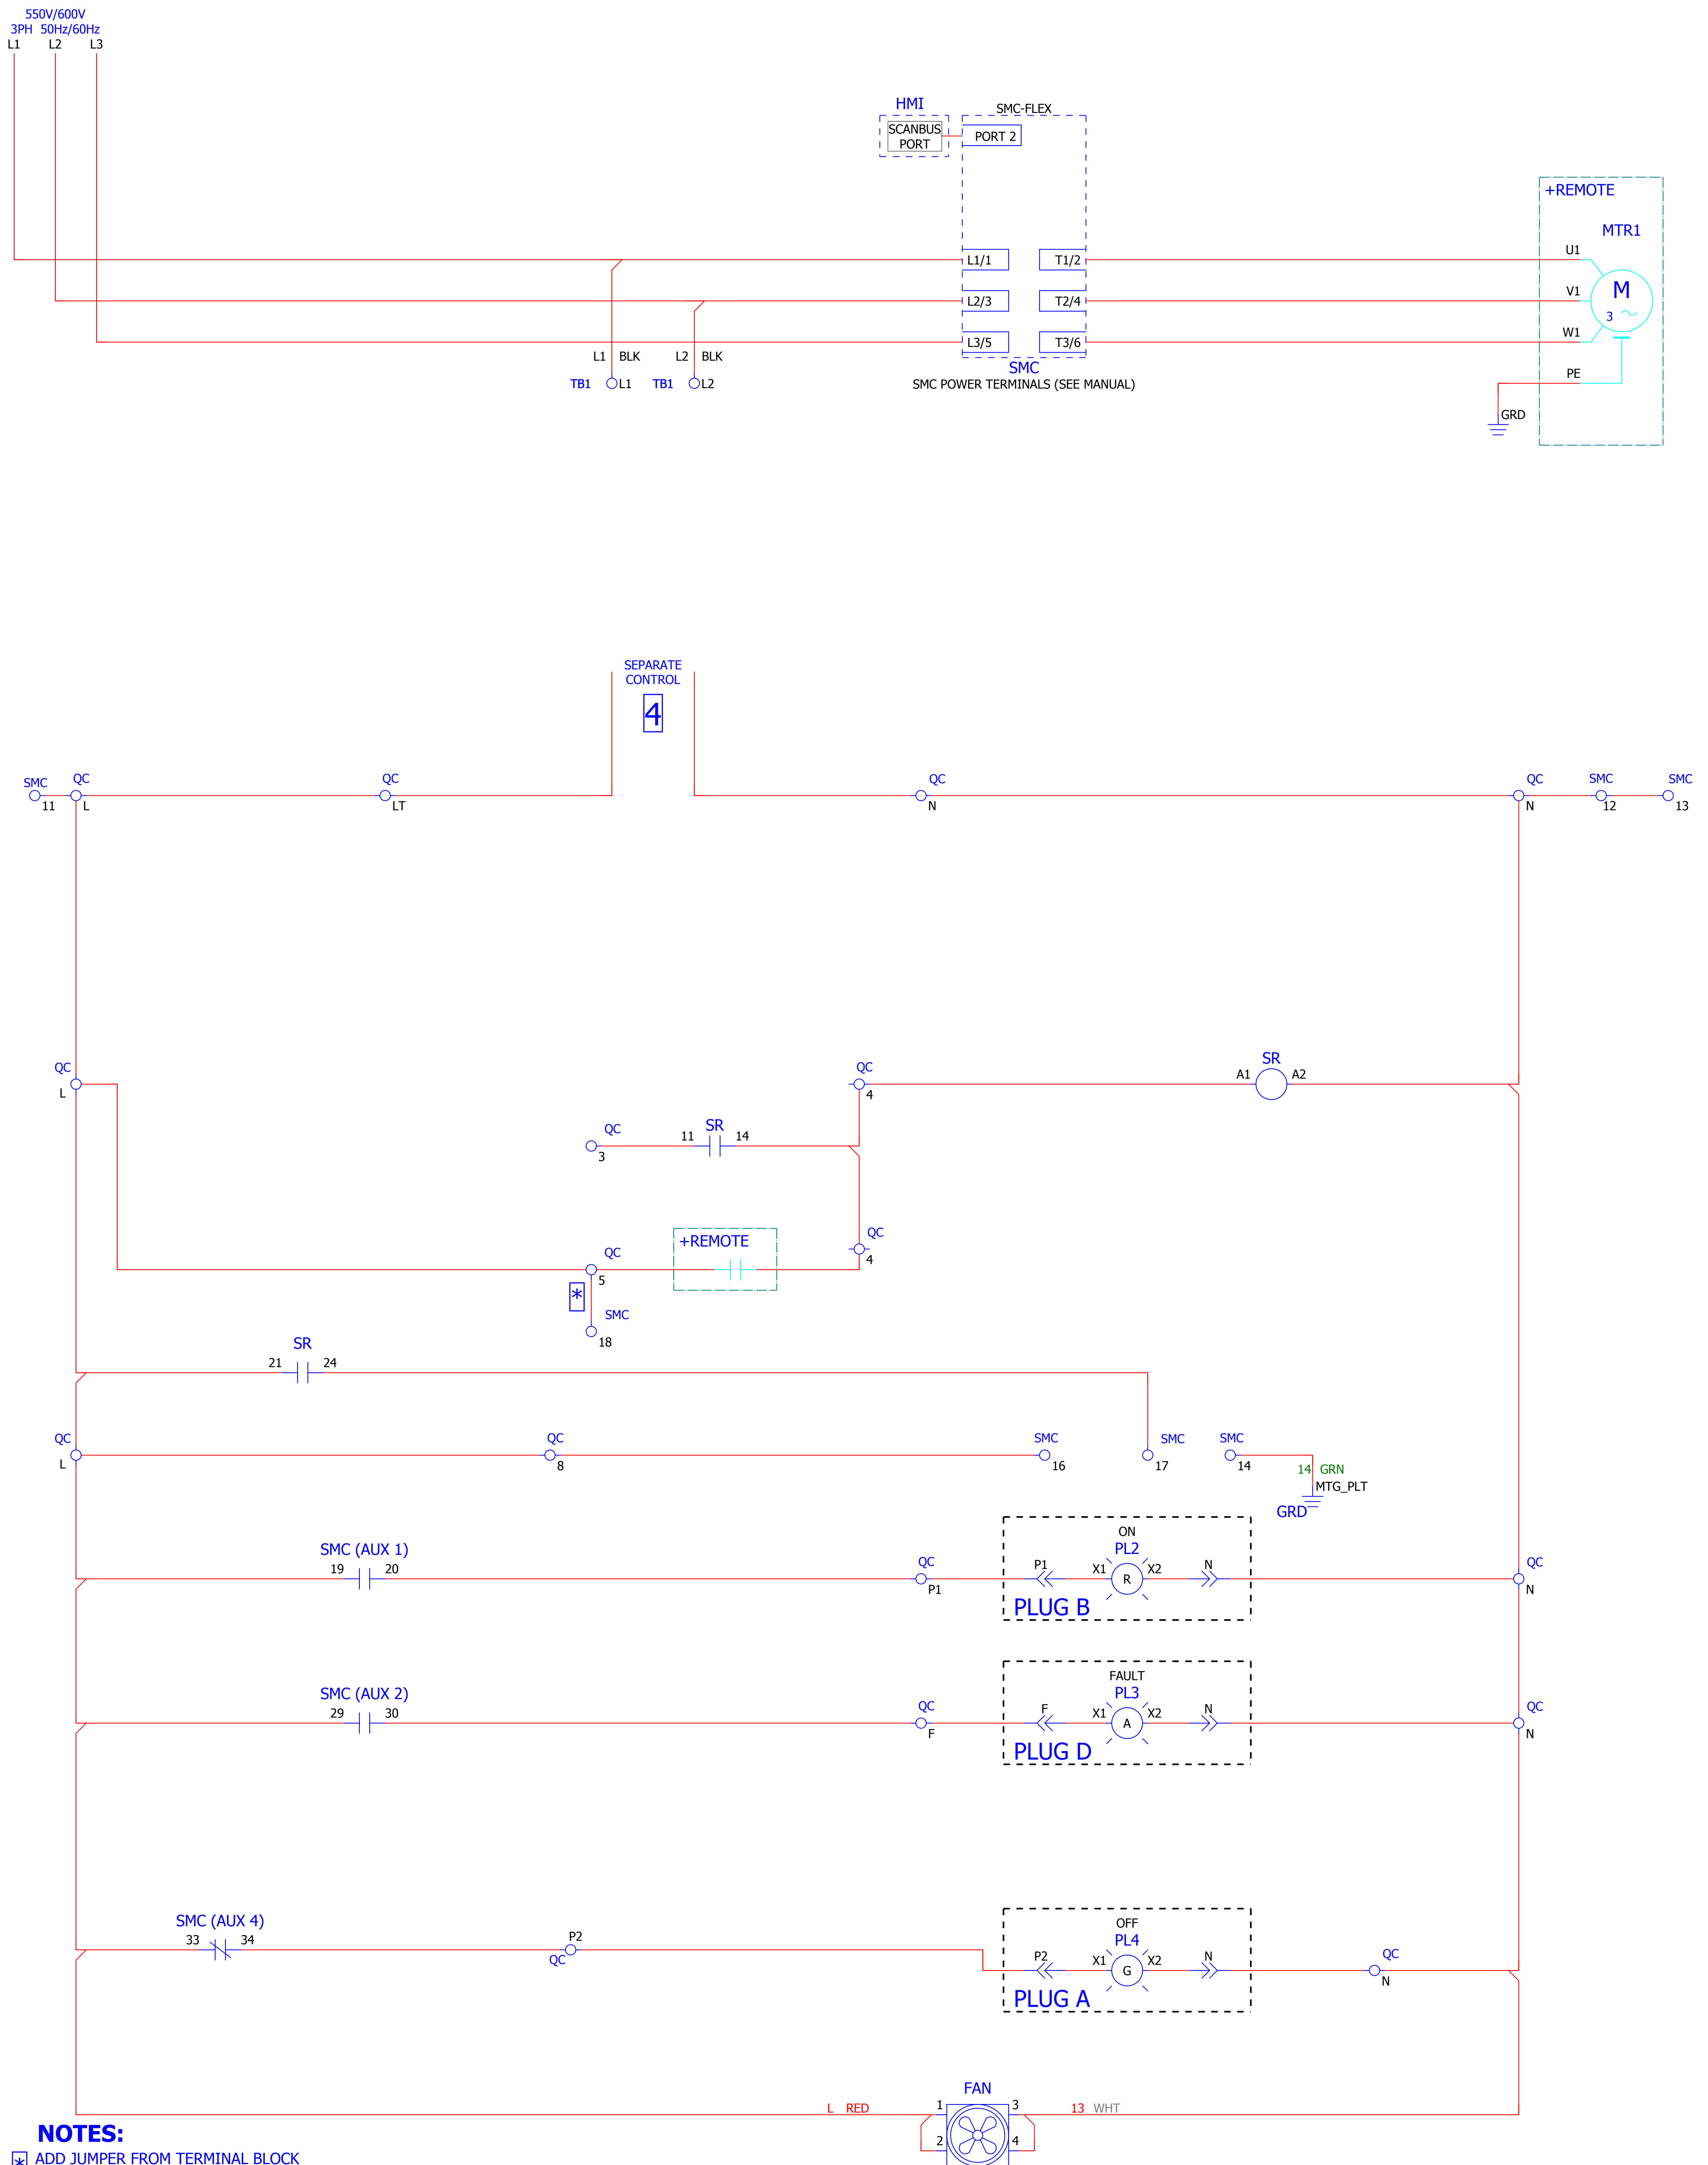 550V/600V
3PH 50Hz/60Hz
L1 L2 L3
HMI
SCANBUS
PORT
SMC-FLEX
PORT 2
L1/1 T1/2
L2/3 T2/4
L3/5 T3/6
SMC
SMC POWER TERMINALS (SEE MANUAL)
+REMOTE
MTR1
U1
V1
W1
PE
M
3
GRD
L1 BLK L2 BLK
TB1 L1 TB1 L2
SEPARATE
CONTROL
4
SMC QC QC QC QC SMC SMC
11 L LT N N 12 13
QC QC SR
L 4 A1 A2
QC SR
3 11 14
QC
4
QC +REMOTE
5
*
SMC
18
SR
21 24
QC QC SMC SMC SMC
L 8 16 17 14
14 GRN
MTG_PLT
GRD
ON
SMC (AUX 1) PL2
19 20 QC P1 X1 R X2 N QC
P1 N
PLUG B
FAULT
SMC (AUX 2) PL3
29 30 QC F X1 A X2 N QC
F N
PLUG D
OFF
SMC (AUX 4) PL4
33 34 P2 P2 X1 G X2 N QC
QC N
PLUG A
FAN
L RED 1 3 13 WHT
2 4
NOTES:
* ADD JUMPER FROM TERMINAL BLOCK